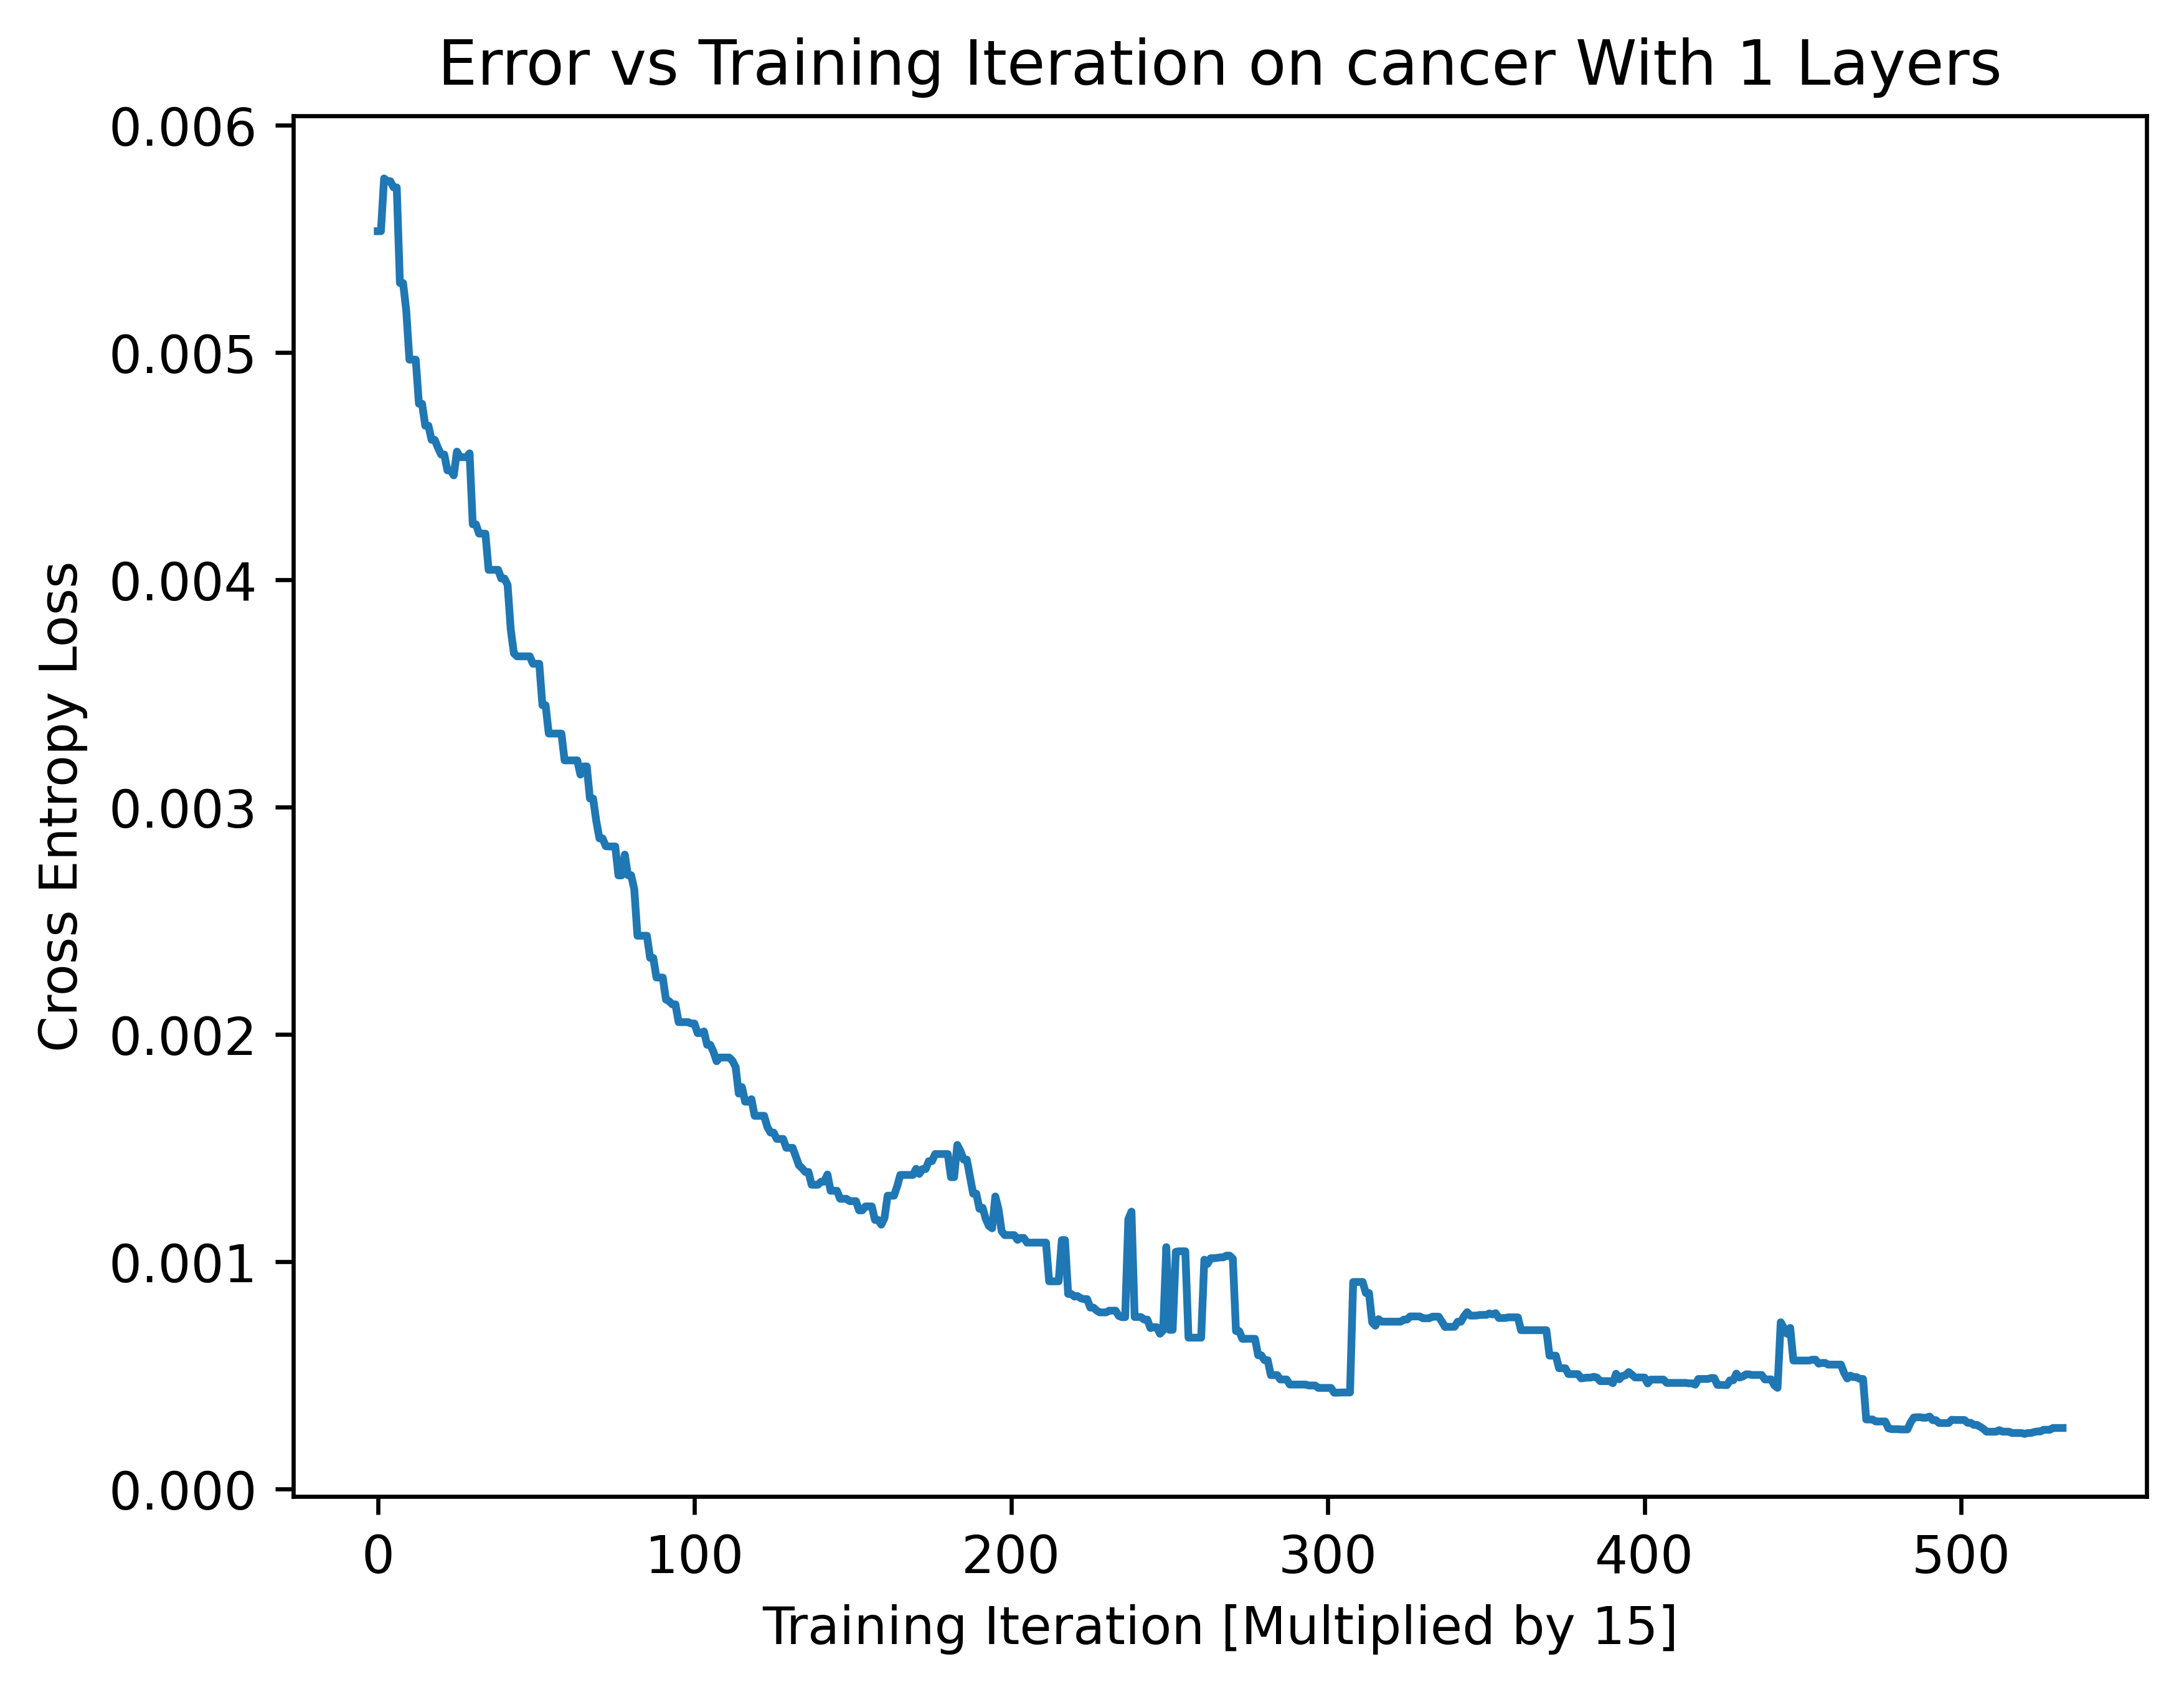 Error vs Training Iteration on cancer With 1 Layers
0.006
0.005
0.004
0.003
0.002
0.001
0.000
Cross Entropy Loss
0 100 200 300 400 500
Training Iteration [Multiplied by 15]